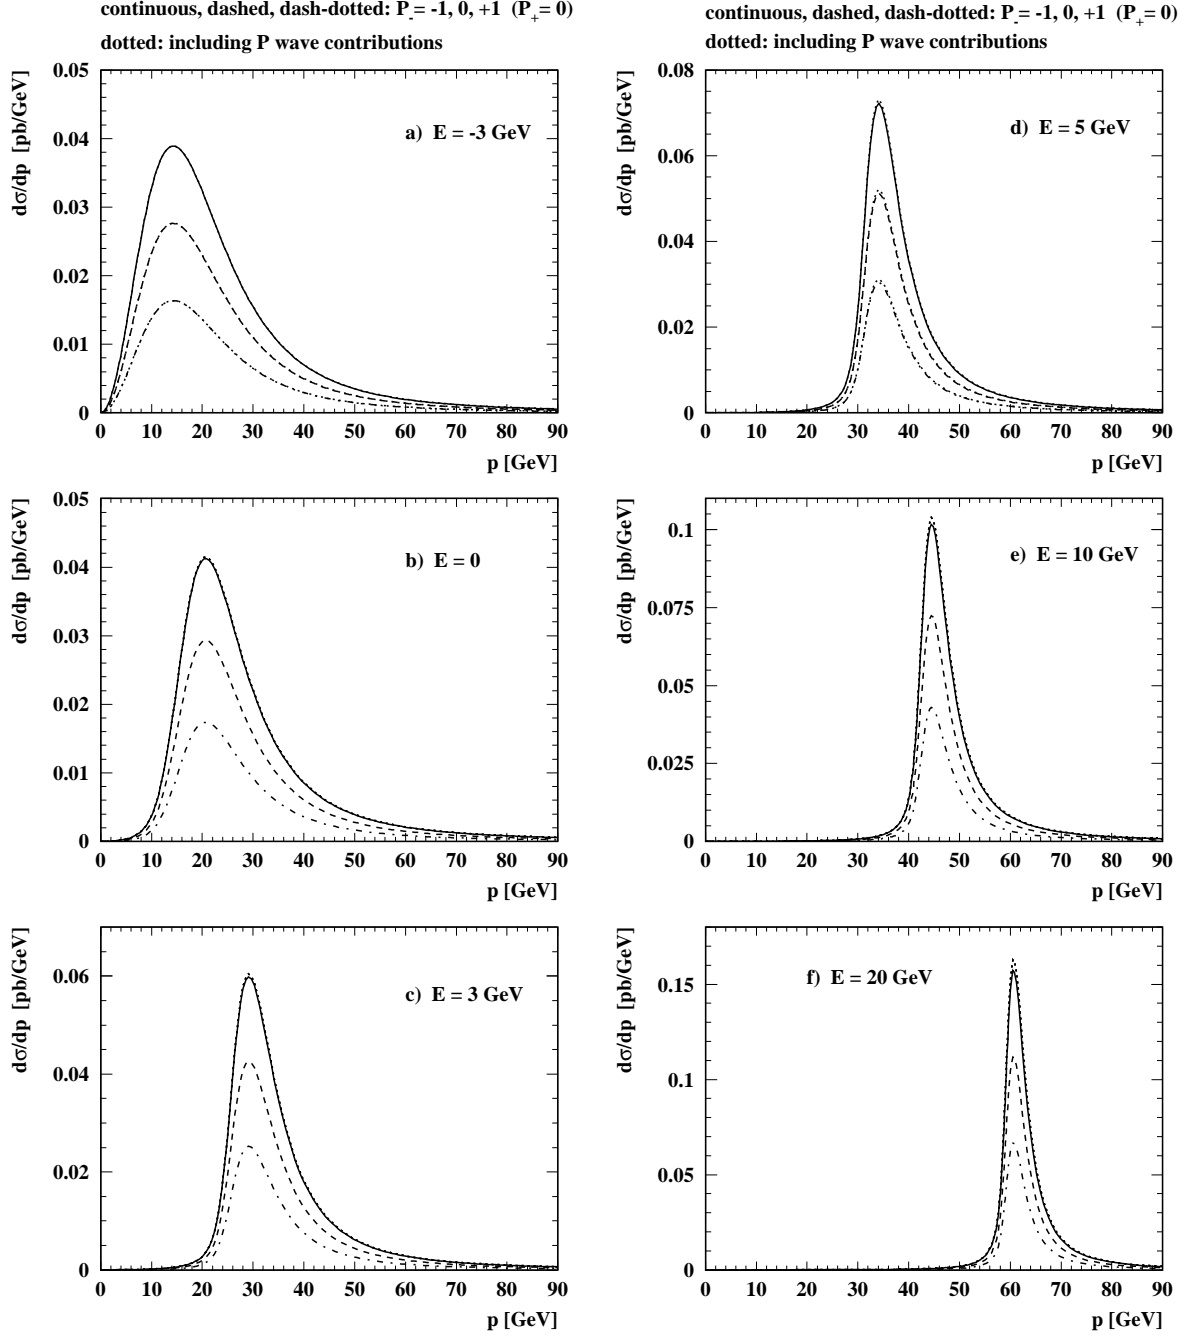 continuous, dashed, dash-dotted: P_-= -1, 0, +1 (P_+= 0)
dotted: including P wave contributions
dσ/dp [pb/GeV]
0.05
0.04
0.03
0.02
0.01
0
a) E = -3 GeV
0 10 20 30 40 50 60 70 80 90
p [GeV]
dσ/dp [pb/GeV]
0.05
0.04
0.03
0.02
0.01
0
b) E = 0
0 10 20 30 40 50 60 70 80 90
p [GeV]
dσ/dp [pb/GeV]
0.06
0.04
0.02
0
c) E = 3 GeV
0 10 20 30 40 50 60 70 80 90
p [GeV]
continuous, dashed, dash-dotted: P_-= -1, 0, +1 (P_+= 0)
dotted: including P wave contributions
dσ/dp [pb/GeV]
0.08
0.06
0.04
0.02
0
d) E = 5 GeV
0 10 20 30 40 50 60 70 80 90
p [GeV]
dσ/dp [pb/GeV]
0.1
0.075
0.05
0.025
0
e) E = 10 GeV
0 10 20 30 40 50 60 70 80 90
p [GeV]
dσ/dp [pb/GeV]
0.15
0.1
0.05
0
f) E = 20 GeV
0 10 20 30 40 50 60 70 80 90
p [GeV]